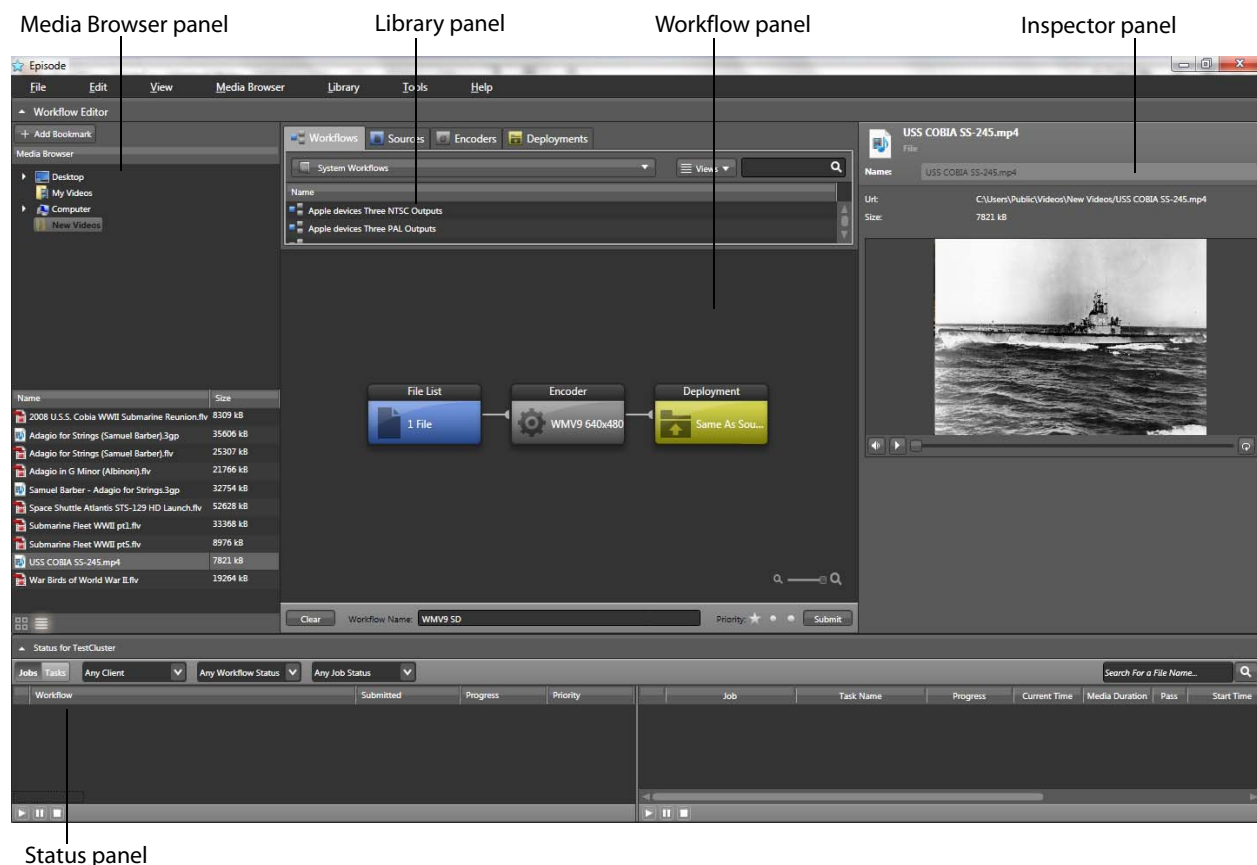 Media Browser panel
Library panel
Workflow panel
Inspector panel
Episode
File Edit View Media Browser Library Tools Help
Workflow Editor
+ Add Bookmark
Media Browser
Desktop
My Videos
Computer
New Videos
Name Size
2008 U.S.S. Cobia WWII Submarine Reunion.flv 8309 kB
Adagio for Strings (Samuel Barber).3gp 35606 kB
Adagio for Strings (Samuel Barber).flv 25307 kB
Adagio in G Minor (Albinoni).flv 21766 kB
Samuel Barber - Adagio for Strings.3gp 32754 kB
Space Shuttle Atlantis STS-129 HD Launch.flv 52628 kB
Submarine Fleet WWII pt1.flv 33368 kB
Submarine Fleet WWII pt5.flv 8976 kB
USS COBIA SS-245.mp4 7821 kB
War Birds of World War II.flv 19264 kB
Workflows Sources Encoders Deployments
System Workflows Views
Name
Apple devices Three NTSC Outputs
Apple devices Three PAL Outputs
File List Encoder Deployment
1 File WMV9 640x480 Same As Sou...
Clear Workflow Name: WMV9 SD Priority: Submit
USS COBIA SS-245.mp4
File
Name: USS COBIA SS-245.mp4
Url: C:\Users\Public\Videos\New Videos/USS COBIA SS-245.mp4
Size: 7821 kB
Status for TestCluster
Jobs Tasks Any Client Any Workflow Status Any Job Status Search For a File Name...
Workflow Submitted Progress Priority Job Task Name Progress Current Time Media Duration Pass Start Time
Status panel